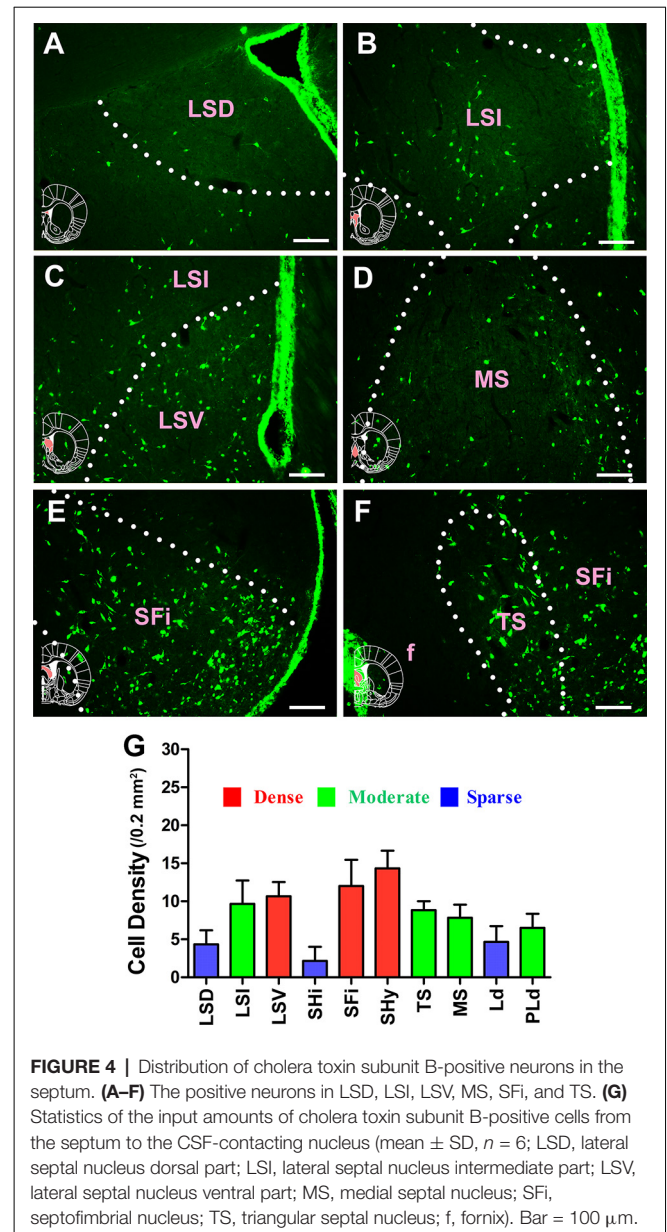 A
LSD
B
LSI
C
LSI
LSV
D
MS
E
SFi
F
SFi
TS
f
G
Cell Density (/0.2 mm²)
30
25
20
15
10
5
0
Dense Moderate Sparse
LSD LSI LSV SHi SFi SHy TS MS Ld PLd
FIGURE 4 | Distribution of cholera toxin subunit B-positive neurons in the
septum. (A–F) The positive neurons in LSD, LSI, LSV, MS, SFi, and TS. (G)
Statistics of the input amounts of cholera toxin subunit B-positive cells from
the septum to the CSF-contacting nucleus (mean ± SD, n = 6; LSD, lateral
septal nucleus dorsal part; LSI, lateral septal nucleus intermediate part; LSV,
lateral septal nucleus ventral part; MS, medial septal nucleus; SFi,
septofimbrial nucleus; TS, triangular septal nucleus; f, fornix). Bar = 100 μm.